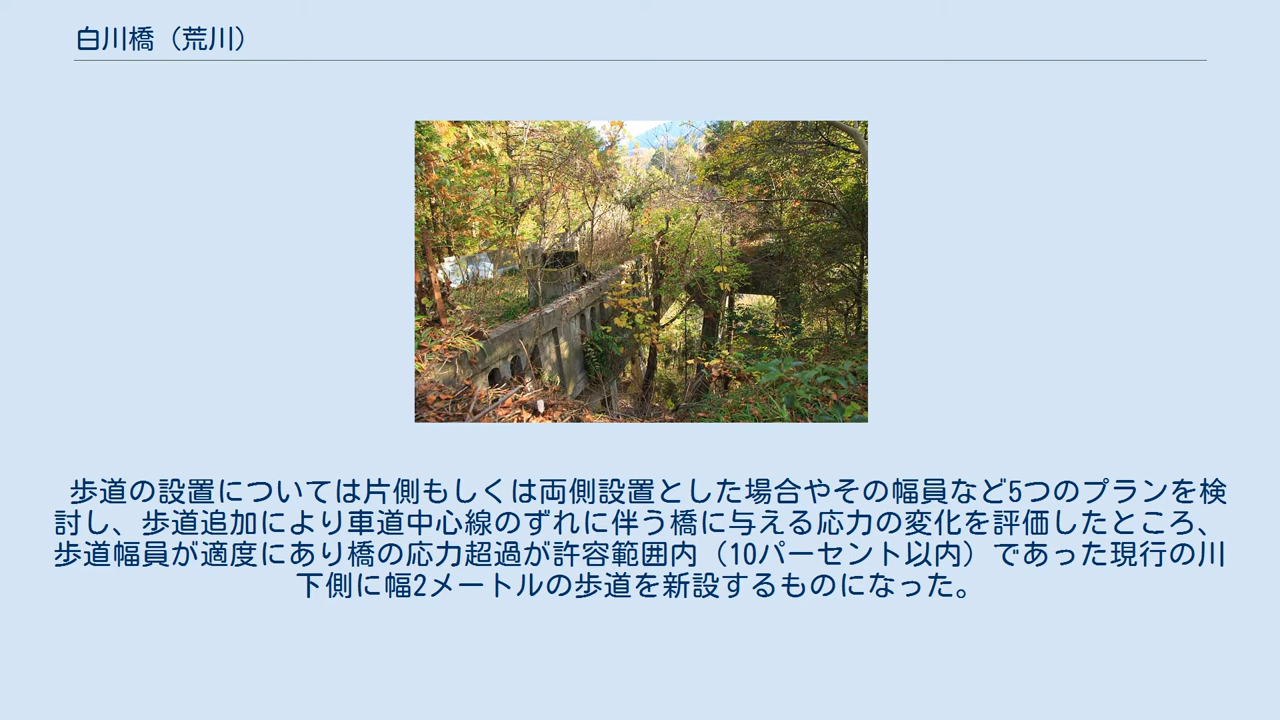 白川橋（荒川）
歩道の設置については片側もしくは両側設置とした場合やその幅員など5つのプランを検
討し、歩道追加により車道中心線のずれに伴う橋に与える応力の変化を評価したところ、
歩道幅員が適度にあり橋の応力超過が許容範囲内（10パーセント以内）であった現行の川
下側に幅2メートルの歩道を新設するものになった。